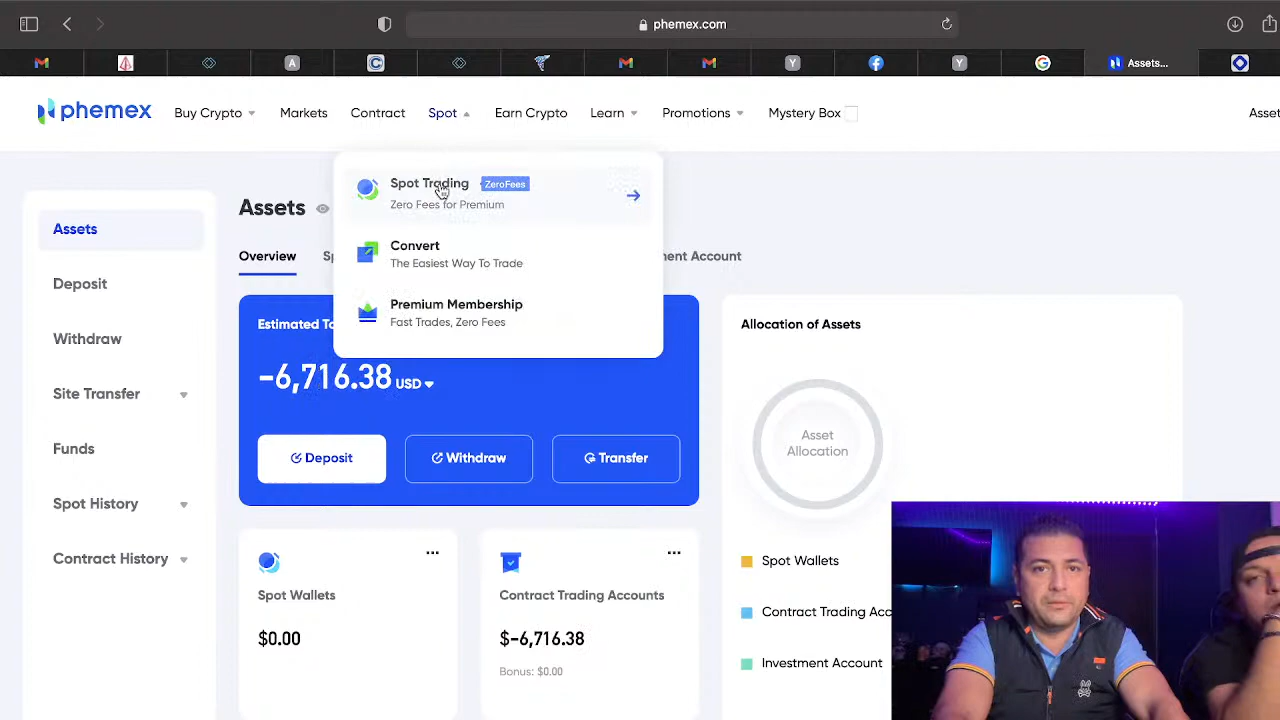 phemex.com
Assets...
phemex
Buy Crypto
Markets
Contract
Spot
Earn Crypto
Learn
Promotions
Mystery Box
Asset
Spot Trading
ZeroFees
Zero Fees for Premium
Convert
The Easiest Way To Trade
Premium Membership
Fast Trades, Zero Fees
Assets
Deposit
Withdraw
Site Transfer
Funds
Spot History
Contract History
Assets
Overview
Sp
ent Account
Estimated To
-6,716.38 USD
Deposit
Withdraw
Transfer
Spot Wallets
$0.00
Contract Trading Accounts
$-6,716.38
Bonus: $0.00
Allocation of Assets
Asset
Allocation
Spot Wallets
Contract Trading Acc
Investment Account